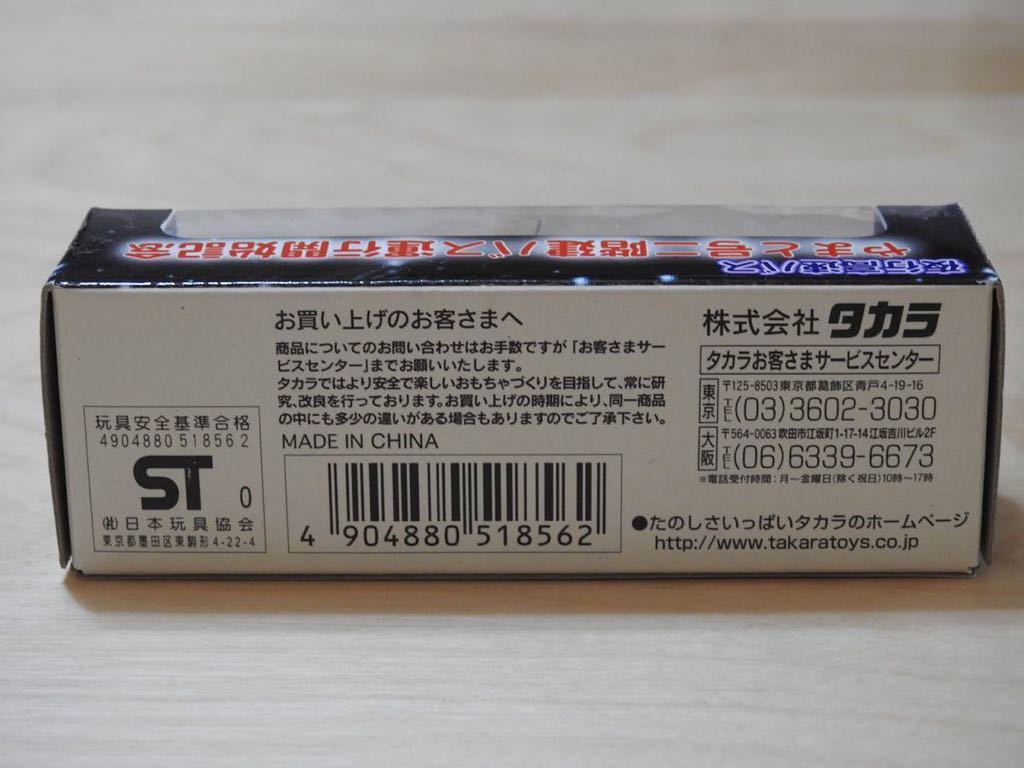 夜行高速バス
やまと号二階建バス運行開始記念
お買い上げのお客さまへ
商品についてのお問い合わせはお手数ですが「お客さまサー
ビスセンター」までお願いいたします。
タカラではより安全で楽しいおもちゃづくりを目指して、常に研
究、改良を行っております。お買い上げの時期により、同一商品
の中にも多少の違いがある場合もありますのでご了承下さい。
MADE IN CHINA
4 904880 518562
玩具安全基準合格
4904880 518562
ST 0
(社)日本玩具協会
東京都墨田区東駒形4-22-4
株式会社 タカラ
タカラお客さまサービスセンター
東京 〒125-8503 東京都葛飾区青戸4-19-16
TEL(03)3602-3030
大阪 〒564-0063 吹田市江坂町1-17-14 江坂吉川ビル2F
TEL(06)6339-6673
※電話受付時間:月〜金曜日(除く祝日)10時〜17時
●たのしさいっぱいタカラのホームページ
http://www.takaratoys.co.jp